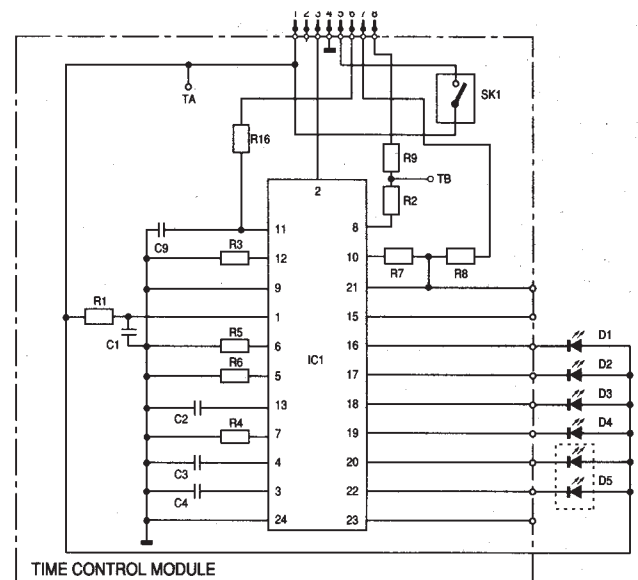 1 2 3 4 5 6 7 8
TA
SK1
R16
R9
TB
2
R2
C9
11
8
R3
12
10
R7
R8
9
21
R1
1
15
C1
R5
6
IC1
16
D1
R6
5
17
D2
C2
13
18
D3
R4
7
19
D4
C3
4
20
C4
3
22
D5
24
23
TIME CONTROL MODULE